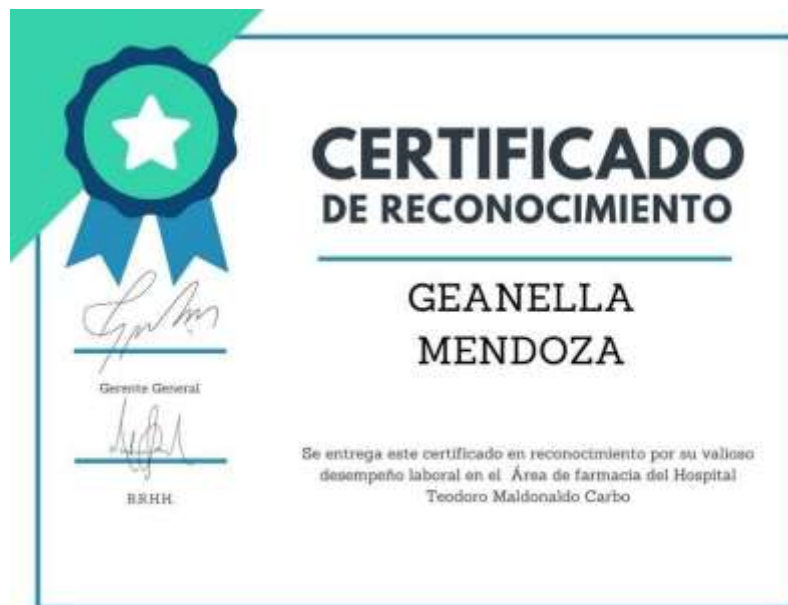 CERTIFICADO
DE RECONOCIMIENTO
GEANELLA
MENDOZA
Gerente General
R.R.H.H.
Se entrega este certificado en reconocimiento por su valioso
desempeño laboral en el Área de farmacia del Hospital
Teodoro Maldonaldo Carbo